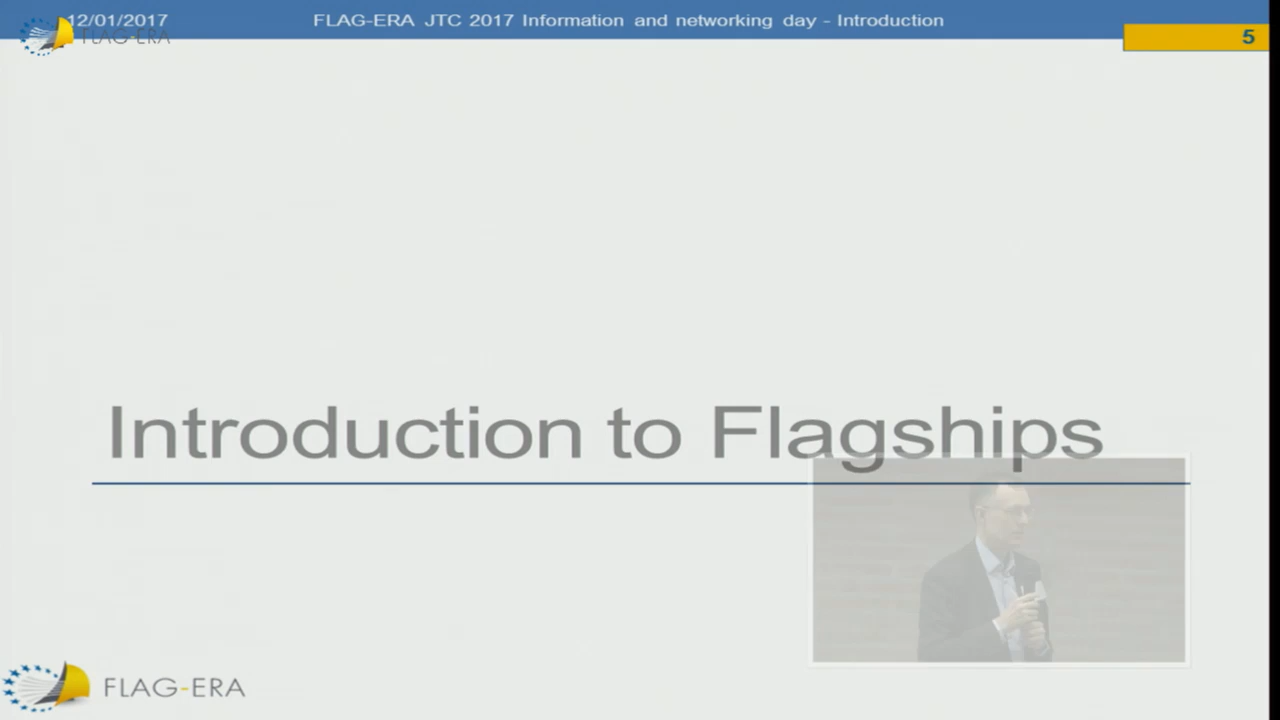 12/01/2017
FLAG-ERA JTC 2017 Information and networking day - Introduction
FLAG-ERA
5
Introduction to Flagships
FLAG-ERA